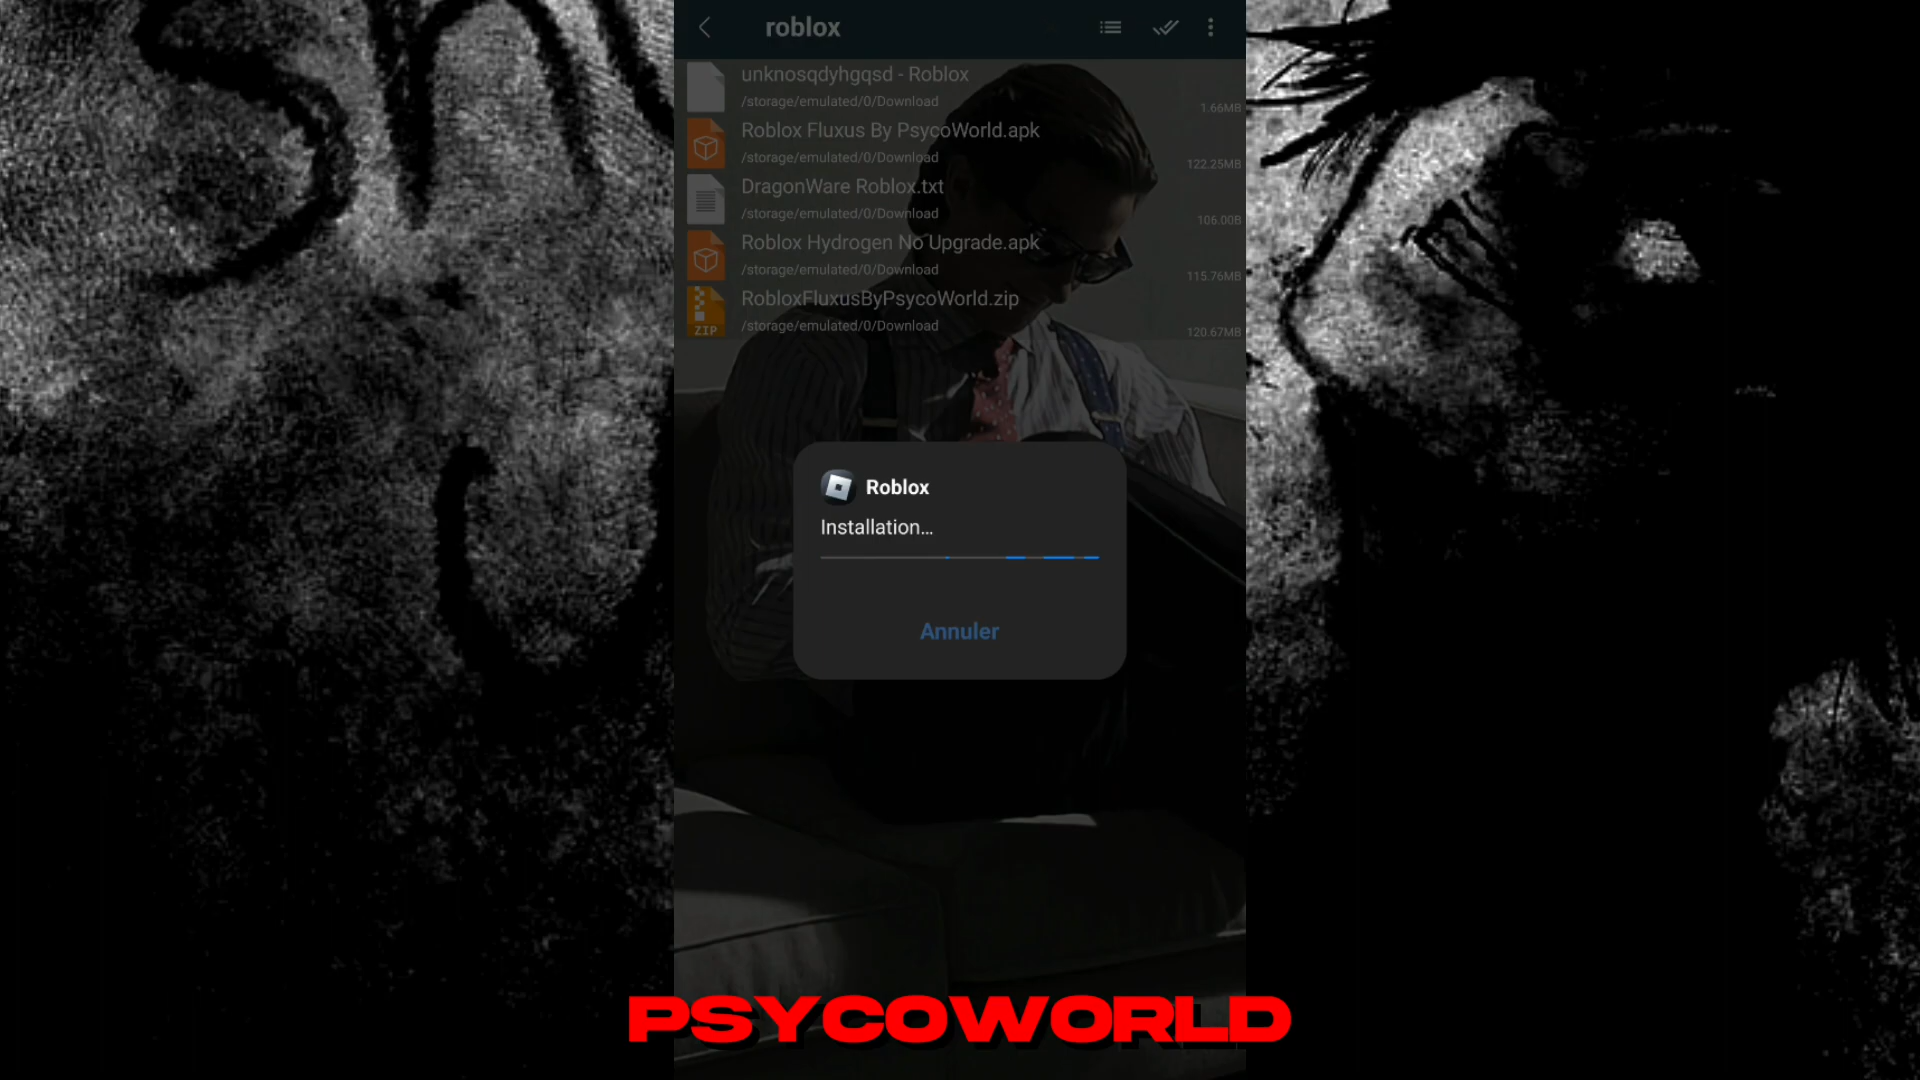 roblox
unknosqdyhgqsd - Roblox
/storage/emulated/0/Download
1.66MB
Roblox Fluxus By PsycoWorld.apk
/storage/emulated/0/Download
122.25MB
DragonWare Roblox.txt
/storage/emulated/0/Download
106.00B
Roblox Hydrogen No Upgrade.apk
/storage/emulated/0/Download
115.76MB
RobloxFluxusByPsycoWorld.zip
ZIP
/storage/emulated/0/Download
120.67MB
Roblox
Installation...
Annuler
PSYCOWORLD